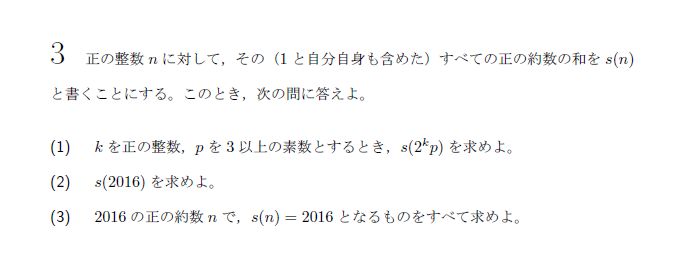 3 正の整数 n に対して，その（1 と自分自身も含めた）すべての正の約数の和を s(n)
と書くことにする。このとき，次の問に答えよ。
(1) k を正の整数，p を 3 以上の素数とするとき，s(2^k p) を求めよ。
(2) s(2016) を求めよ。
(3) 2016 の正の約数 n で，s(n) = 2016 となるものをすべて求めよ。